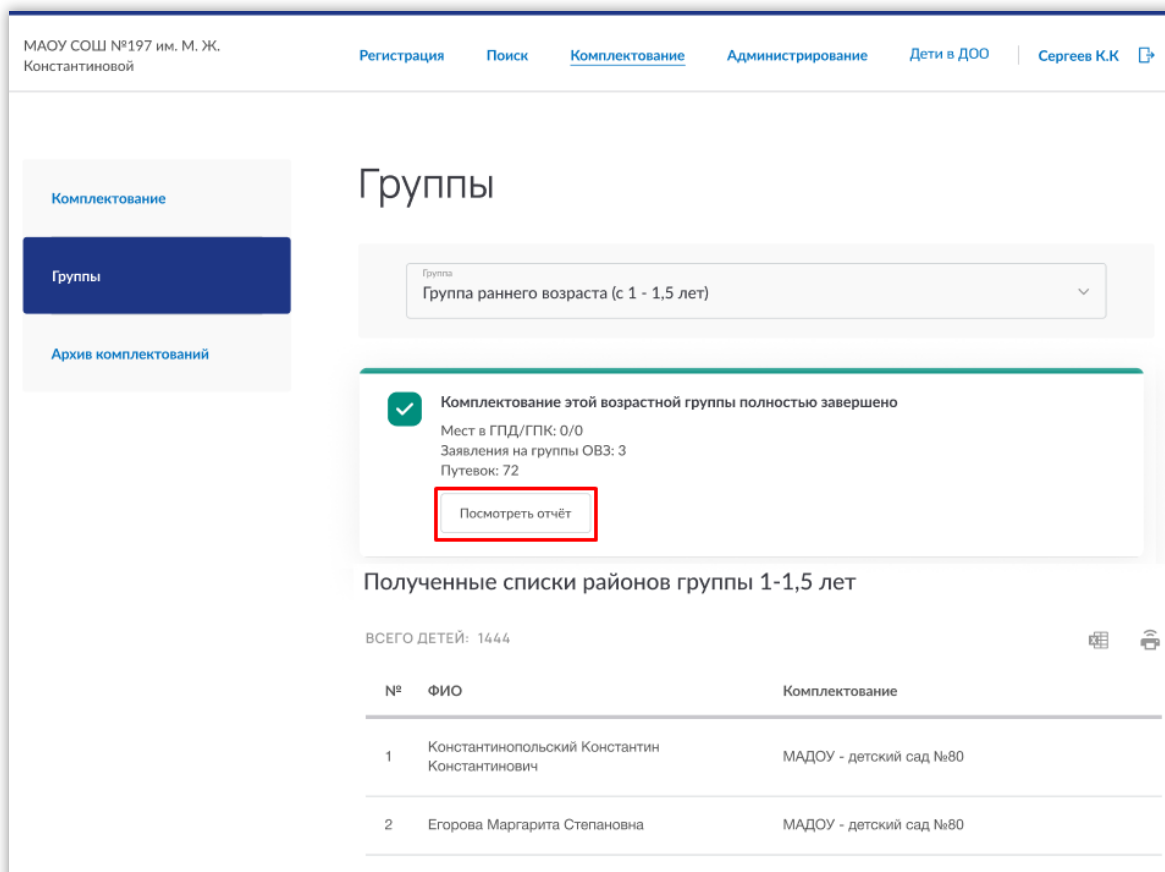 МАОУ СОШ №197 им. М. Ж.
Константиновой
Регистрация Поиск Комплектование Администрирование Дети в ДОО Сергеев К.К
Комплектование
Группы
Архив комплектований
Группы
Группа
Группа раннего возраста (с 1 - 1,5 лет)
Комплектование этой возрастной группы полностью завершено
Мест в ГПД/ГПК: 0/0
Заявления на группы ОВЗ: 3
Путевок: 72
Посмотреть отчёт
Полученные списки районов группы 1-1,5 лет
ВСЕГО ДЕТЕЙ: 1444
№ ФИО Комплектование
1 Константинопольский Константин
Константинович МАДОУ - детский сад №80
2 Егорова Маргарита Степановна МАДОУ - детский сад №80